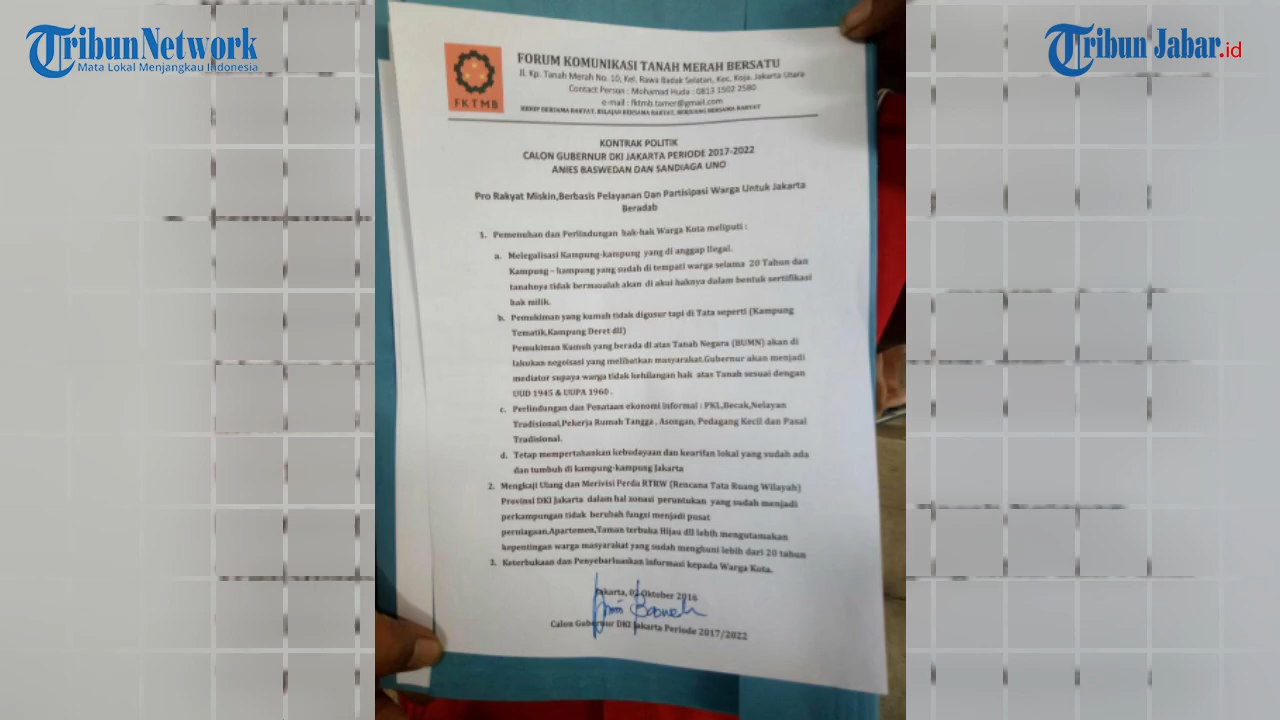 TribunNetwork
Mata Lokal Menjangkau Indonesia
Tribun Jabar.id
FKTMB
FORUM KOMUNIKASI TANAH MERAH BERSATU
Jl. Kp. Tanah Merah No. 10, Kel. Rawa Badak Selatan, Kec. Koja. Jakarta Utara
Contact Person : Mohamad Huda : 0813 1502 2580
e-mail : fktmb.tamer@gmail.com
HIDUP BERSAMA RAKYAT, BELAJAR BERSAMA RAKYAT, BERJUANG BERSAMA RAKYAT
KONTRAK POLITIK
CALON GUBERNUR DKI JAKARTA PERIODE 2017-2022
ANIES BASWEDAN DAN SANDIAGA UNO
Pro Rakyat Miskin,Berbasis Pelayanan Dan Partisipasi Warga Untuk Jakarta
Beradab
1. Pemenuhan dan Perlindungan hak-hak Warga Kota meliputi :
a. Melegalisasi Kampung-kampung yang di anggap Ilegal.
Kampung – kampung yang sudah di tempati warga selama 20 Tahun dan
tanahnya tidak bermasalah akan di akui haknya dalam bentuk sertifikasi
hak milik.
b. Pemukiman yang kumuh tidak digusur tapi di Tata seperti (Kampung
Tematik,Kampung Deret dll)
Pemukiman Kumuh yang berada di atas Tanah Negara (BUMN) akan di
lakukan negoisasi yang melibatkan masyarakat.Gubernur akan menjadi
mediator supaya warga tidak kehilangan hak atas Tanah sesuai dengan
UUD 1945 & UUPA 1960 .
c. Perlindungan dan Penataan ekonomi informal : PKL,Becak,Nelayan
Tradisional,Pekerja Rumah Tangga , Asongan, Pedagang Kecil dan Pasar
Tradisional.
d. Tetap mempertahankan kebudayaan dan kearifan lokal yang sudah ada
dan tumbuh di kampung-kampung Jakarta
2. Mengkaji Ulang dan Merivisi Perda RTRW (Rencana Tata Ruang Wilayah)
Provinsi DKI Jakarta dalam hal zonasi peruntukan yang sudah menjadi
perkampungan tidak berubah fungsi menjadi pusat
perniagaan,Apartemen,Taman terbuka Hijau dll lebih mengutamakan
kepentingan warga masyarakat yang sudah menghuni lebih dari 20 tahun
3. Keterbukaan dan Penyebarluaskan informasi kepada Warga Kota.
Jakarta, 02 Oktober 2016
Calon Gubernur DKI Jakarta Periode 2017/2022